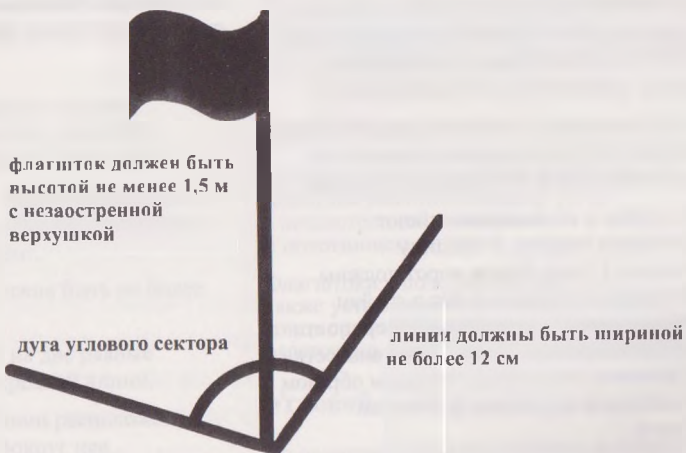 флагшток должен быть
высотой не менее 1,5 м
с незаостренной
верхушкой
дуга углового сектора
линии должны быть шириной
не более 12 см